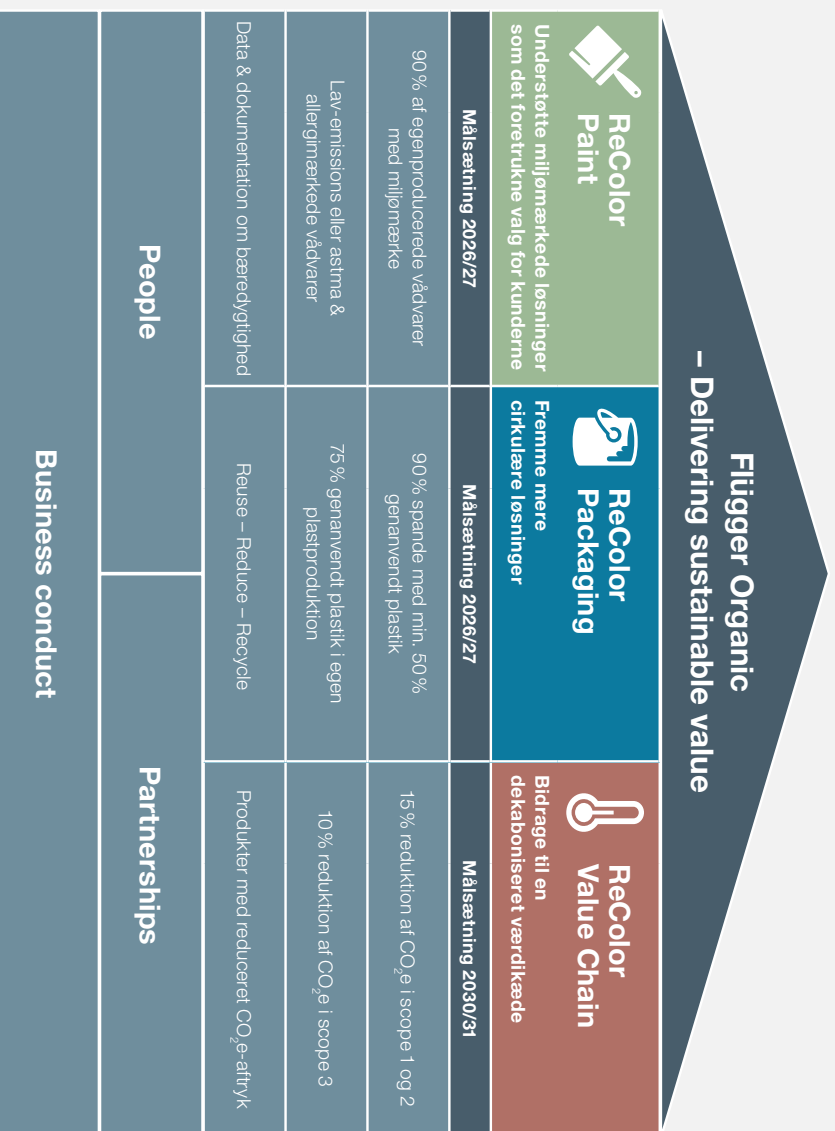 Flügger Organic
– Delivering sustainable value
ReColor
Paint
Understøtte miljømærkede løsninger
som det foretrukne valg for kunderne
Målsætning 2026/27
90 % af egenproducerede vådvarer
med miljømærke
Lav-emissions eller astma &
allergimærkede vådvarer
Data & dokumentation om bæredygtighed
ReColor
Packaging
Fremme mere
cirkulære løsninger
Målsætning 2026/27
90 % spande med min. 50 %
genanvendt plastik
75 % genanvendt plastik i egen
plastproduktion
Reuse – Reduce – Recycle
ReColor
Value Chain
Bidrage til en
dekaboniseret værdikæde
Målsætning 2030/31
15 % reduktion af CO₂e i scope 1 og 2
10 % reduktion af CO₂e i scope 3
Produkter med reduceret CO₂e-aftryk
People
Partnerships
Business conduct